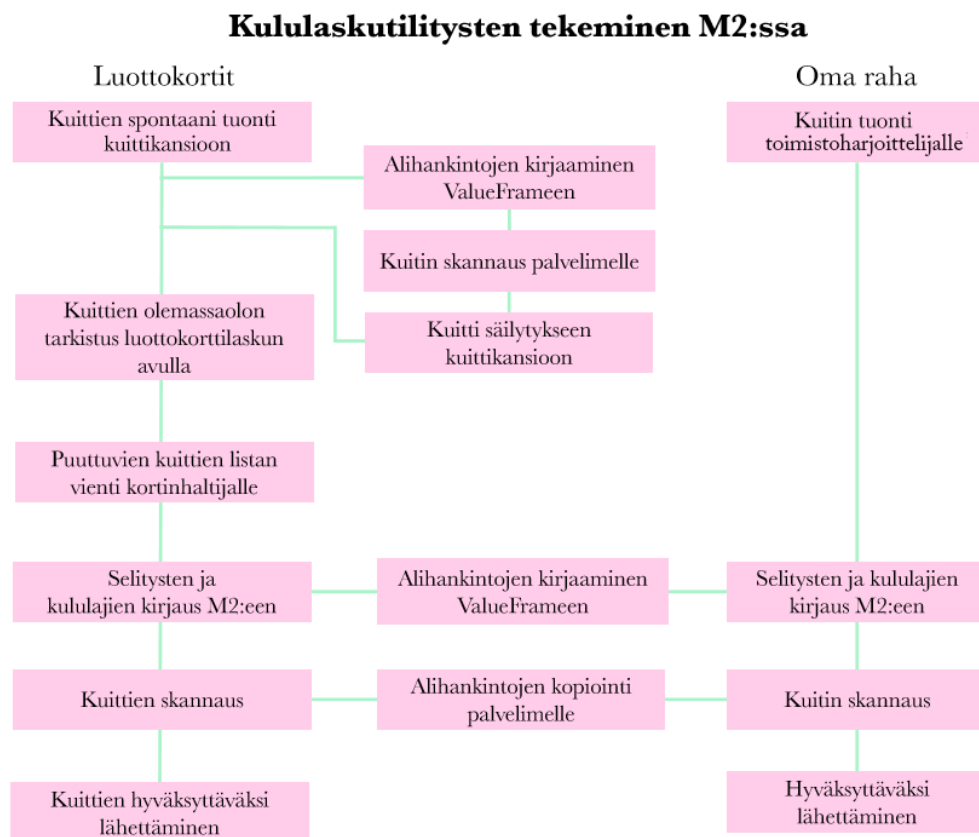 Kululaskutilitysten tekeminen M2:ssa
Luottokortit
Kuittien spontaani tuonti
kuittikansioon
Alihankintojen kirjaaminen
ValueFrameen
Kuitin skannaus palvelimelle
Kuitti säilytykseen
kuittikansioon
Kuittien olemassaolon
tarkistus luottokorttilaskun
avulla
Puuttuvien kuittien listan
vienti kortinhaltijalle
Selitysten ja
kululajien kirjaus M2:een
Alihankintojen kirjaaminen
ValueFrameen
Kuittien skannaus
Alihankintojen kopiointi
palvelimelle
Kuittien hyväksyttäväksi
lähettäminen
Oma raha
Kuitin tuonti
toimistoharjoittelijalle
Selitysten ja kululajien
kirjaus M2:een
Kuitin skannaus
Hyväksyttäväksi
lähettäminen